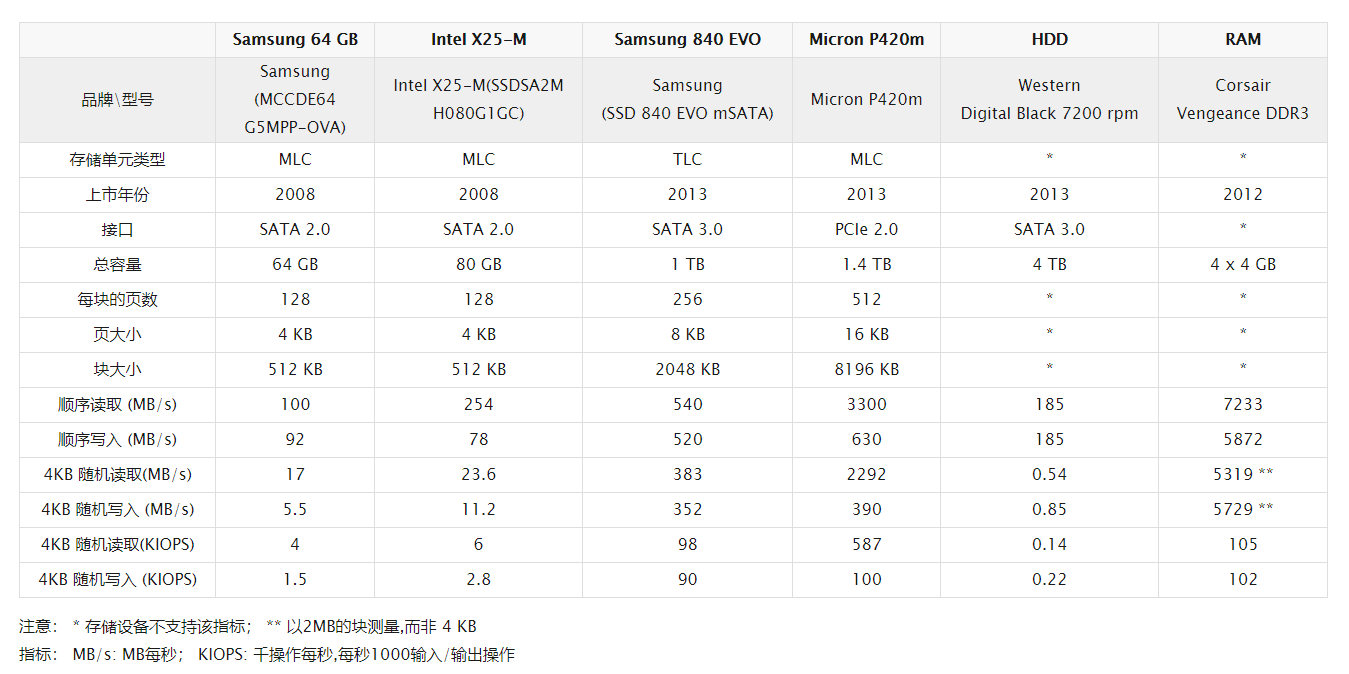 Samsung 64 GB Intel X25-M Samsung 840 EVO Micron P420m HDD RAM
品牌\型号 Samsung (MCCDE64 G5MPP-OVA) Intel X25-M(SSDSA2M H080G1GC) Samsung (SSD 840 EVO mSATA) Micron P420m Western Digital Black 7200 rpm Corsair Vengeance DDR3
存储单元类型 MLC MLC TLC MLC * *
上市年份 2008 2008 2013 2013 2013 2012
接口 SATA 2.0 SATA 2.0 SATA 3.0 PCIe 2.0 SATA 3.0 *
总容量 64 GB 80 GB 1 TB 1.4 TB 4 TB 4 x 4 GB
每块的页数 128 128 256 512 * *
页大小 4 KB 4 KB 8 KB 16 KB * *
块大小 512 KB 512 KB 2048 KB 8196 KB * *
顺序读取 (MB/s) 100 254 540 3300 185 7233
顺序写入 (MB/s) 92 78 520 630 185 5872
4KB 随机读取(MB/s) 17 23.6 383 2292 0.54 5319 **
4KB 随机写入 (MB/s) 5.5 11.2 352 390 0.85 5729 **
4KB 随机读取(KIOPS) 4 6 98 587 0.14 105
4KB 随机写入 (KIOPS) 1.5 2.8 90 100 0.22 102
注意： * 存储设备不支持该指标； ** 以2MB的块测量,而非 4 KB
指标： MB/s: MB每秒； KIOPS: 千操作每秒,每秒1000输入/输出操作